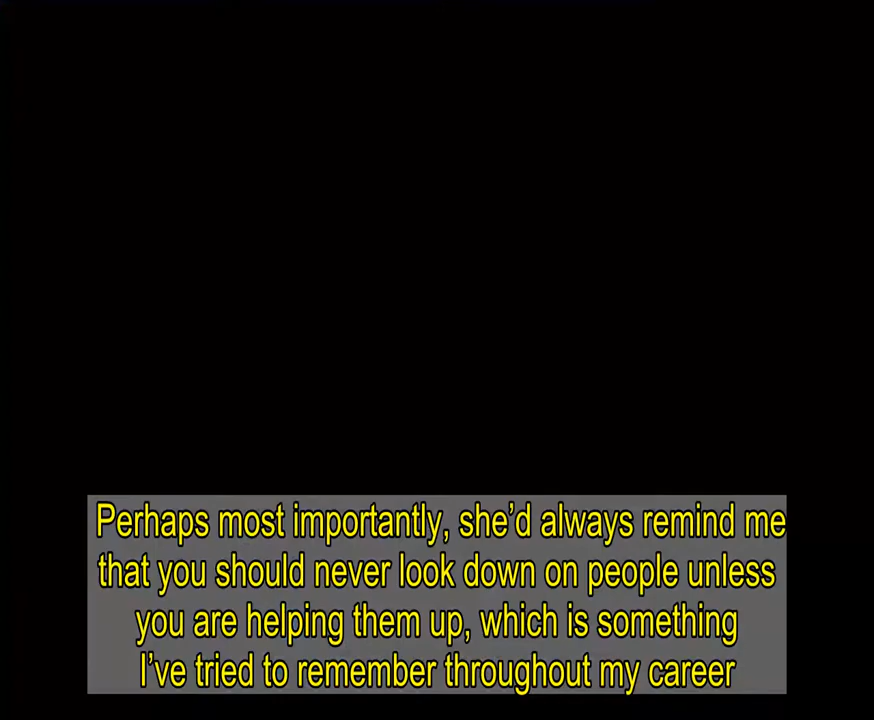 Perhaps most importantly, she’d always remind me
that you should never look down on people unless
you are helping them up, which is something
I’ve tried to remember throughout my career